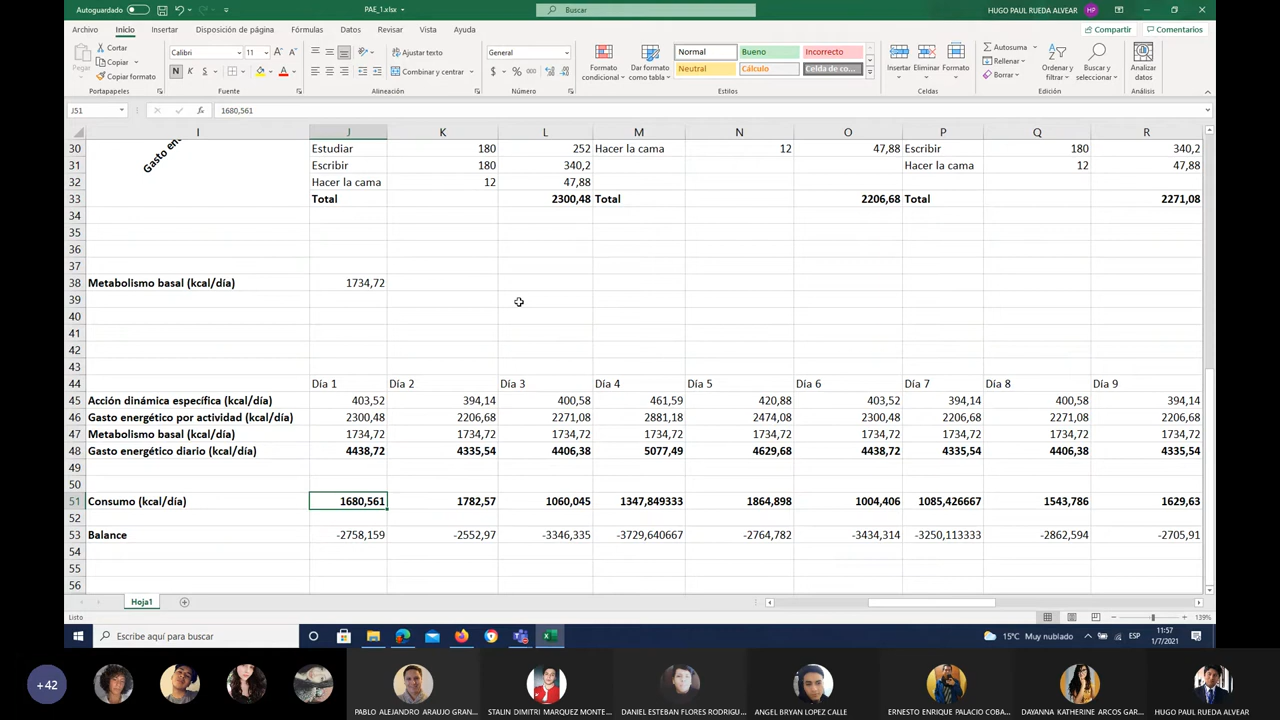 Autoguardado
PAE_1.xlsx
Buscar
HUGO PAUL RUEDA ALVEAR
HP
Archivo Inicio Insertar Disposición de página Fórmulas Datos Revisar Vista Ayuda
Compartir Comentarios
Pegar
Cortar
Copiar
Copiar formato
Portapapeles
Calibri 11
N K S
Fuente
Ajustar texto
Combinar y centrar
Alineación
General
$ % 000
Número
Formato condicional
Dar formato como tabla
Normal Bueno Incorrecto
Neutral Cálculo Celda de co...
Estilos
Insertar Eliminar Formato
Celdas
Autosuma
Rellenar
Borrar
Ordenar y filtrar
Buscar y seleccionar
Edición
Analizar datos
Análisis
J51 fx 1680,561
I J K L M N O P Q R
Gasto en
30 Estudiar 180 252 Hacer la cama 12 47,88 Escribir 180 340,2
31 Escribir 180 340,2 Hacer la cama 12 47,88
32 Hacer la cama 12 47,88
33 Total 2300,48 Total 2206,68 Total 2271,08
34
35
36
37
38 Metabolismo basal (kcal/día) 1734,72
39
40
41
42
43
44 Día 1 Día 2 Día 3 Día 4 Día 5 Día 6 Día 7 Día 8 Día 9
45 Acción dinámica específica (kcal/día) 403,52 394,14 400,58 461,59 420,88 403,52 394,14 400,58 394,14
46 Gasto energético por actividad (kcal/día) 2300,48 2206,68 2271,08 2881,18 2474,08 2300,48 2206,68 2271,08 2206,68
47 Metabolismo basal (kcal/día) 1734,72 1734,72 1734,72 1734,72 1734,72 1734,72 1734,72 1734,72 1734,72
48 Gasto energético diario (kcal/día) 4438,72 4335,54 4406,38 5077,49 4629,68 4438,72 4335,54 4406,38 4335,54
49
50
51 Consumo (kcal/día) 1680,561 1782,57 1060,045 1347,849333 1864,898 1004,406 1085,426667 1543,786 1629,63
52
53 Balance -2758,159 -2552,97 -3346,335 -3729,640667 -2764,782 -3434,314 -3250,113333 -2862,594 -2705,91
54
55
56
Hoja1
Listo
139%
Escribe aquí para buscar
15°C Muy nublado
ESP
11:57
1/7/2021
+42
PABLO ALEJANDRO ARAUJO GRAN...
STALIN DIMITRI MARQUEZ MONTE...
DANIEL ESTEBAN FLORES RODRIGU...
ANGEL BRYAN LOPEZ CALLE
ERNESTO ENRIQUE PALACIO COBA...
DAYANNA KATHERINE ARCOS GAR...
HUGO PAUL RUEDA ALVEAR